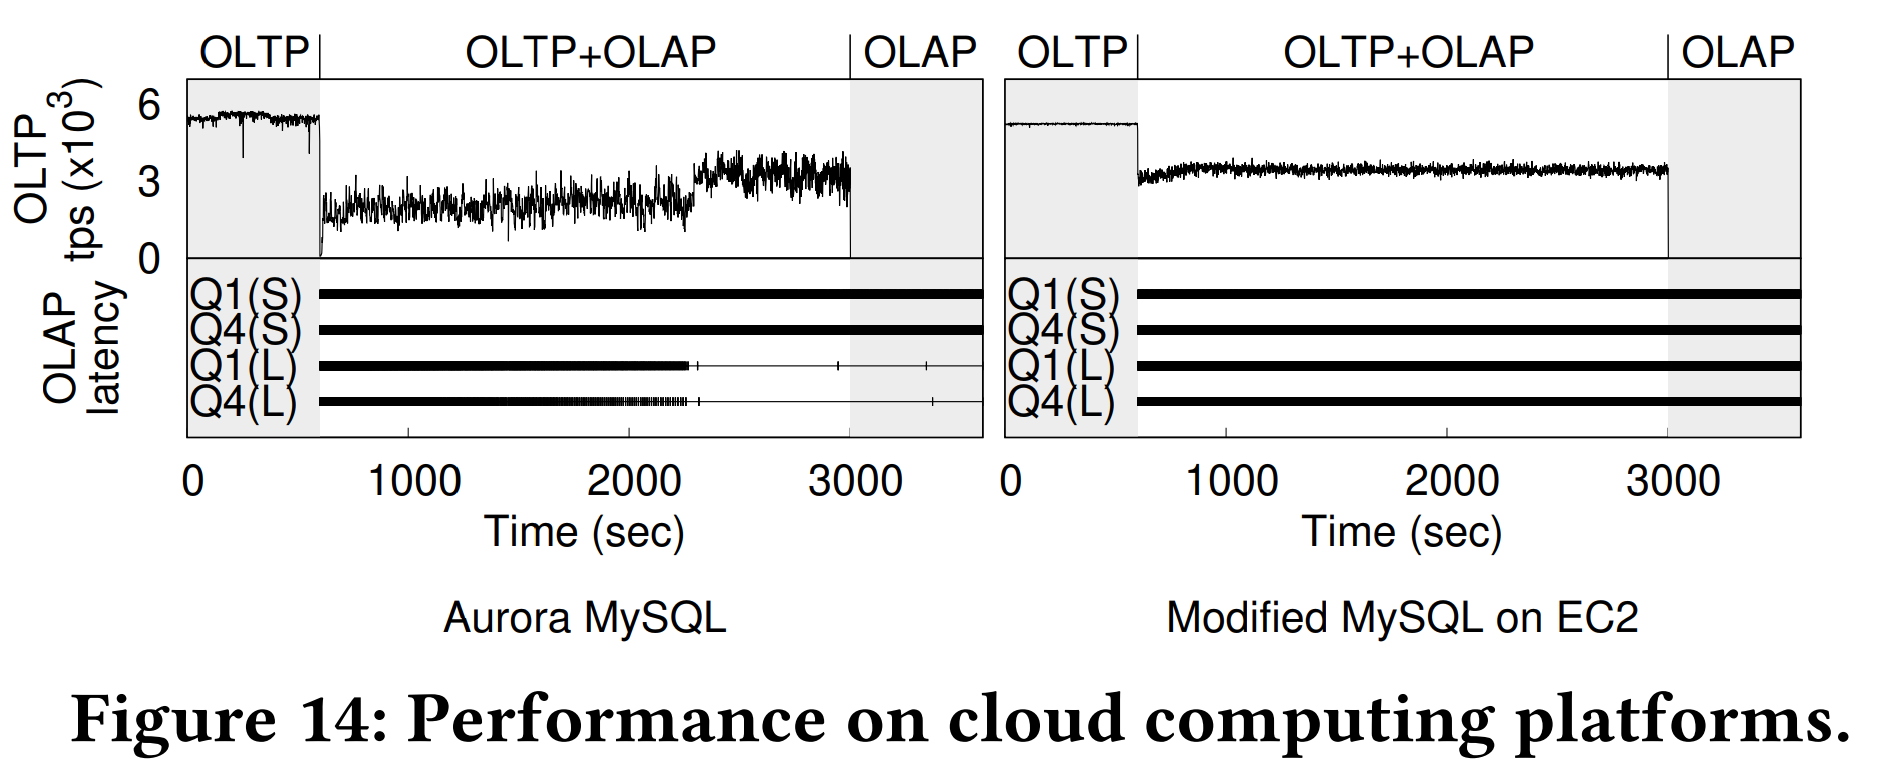 OLTP OLTP+OLAP OLAP OLTP OLTP+OLAP OLAP
OLTP
tps (x10³)
6
3
0
OLAP
latency
Q1(S)
Q4(S)
Q1(L)
Q4(L)
Q1(S)
Q4(S)
Q1(L)
Q4(L)
0 1000 2000 3000 0 1000 2000 3000
Time (sec) Time (sec)
Aurora MySQL Modified MySQL on EC2
Figure 14: Performance on cloud computing platforms.